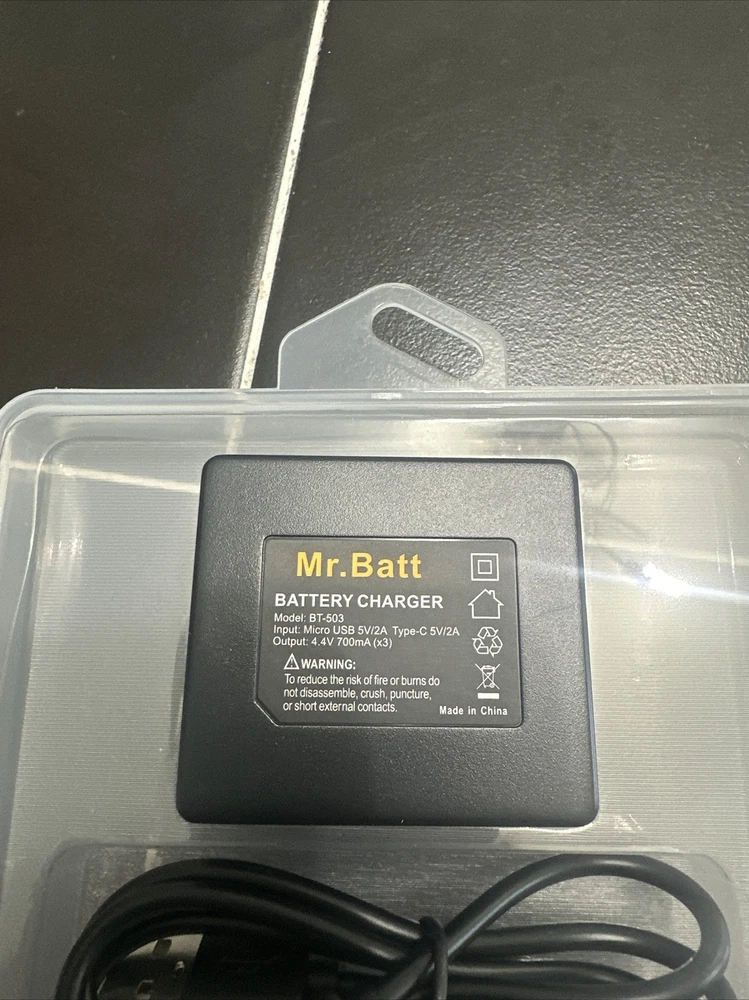 Mr.Batt
BATTERY CHARGER
Model: BT-503
Input: Micro USB 5V/2A Type-C 5V/2A
Output: 4.4V 700mA (x3)
WARNING:
To reduce the risk of fire or burns do
not disassemble, crush, puncture,
or short external contacts.
Made in China